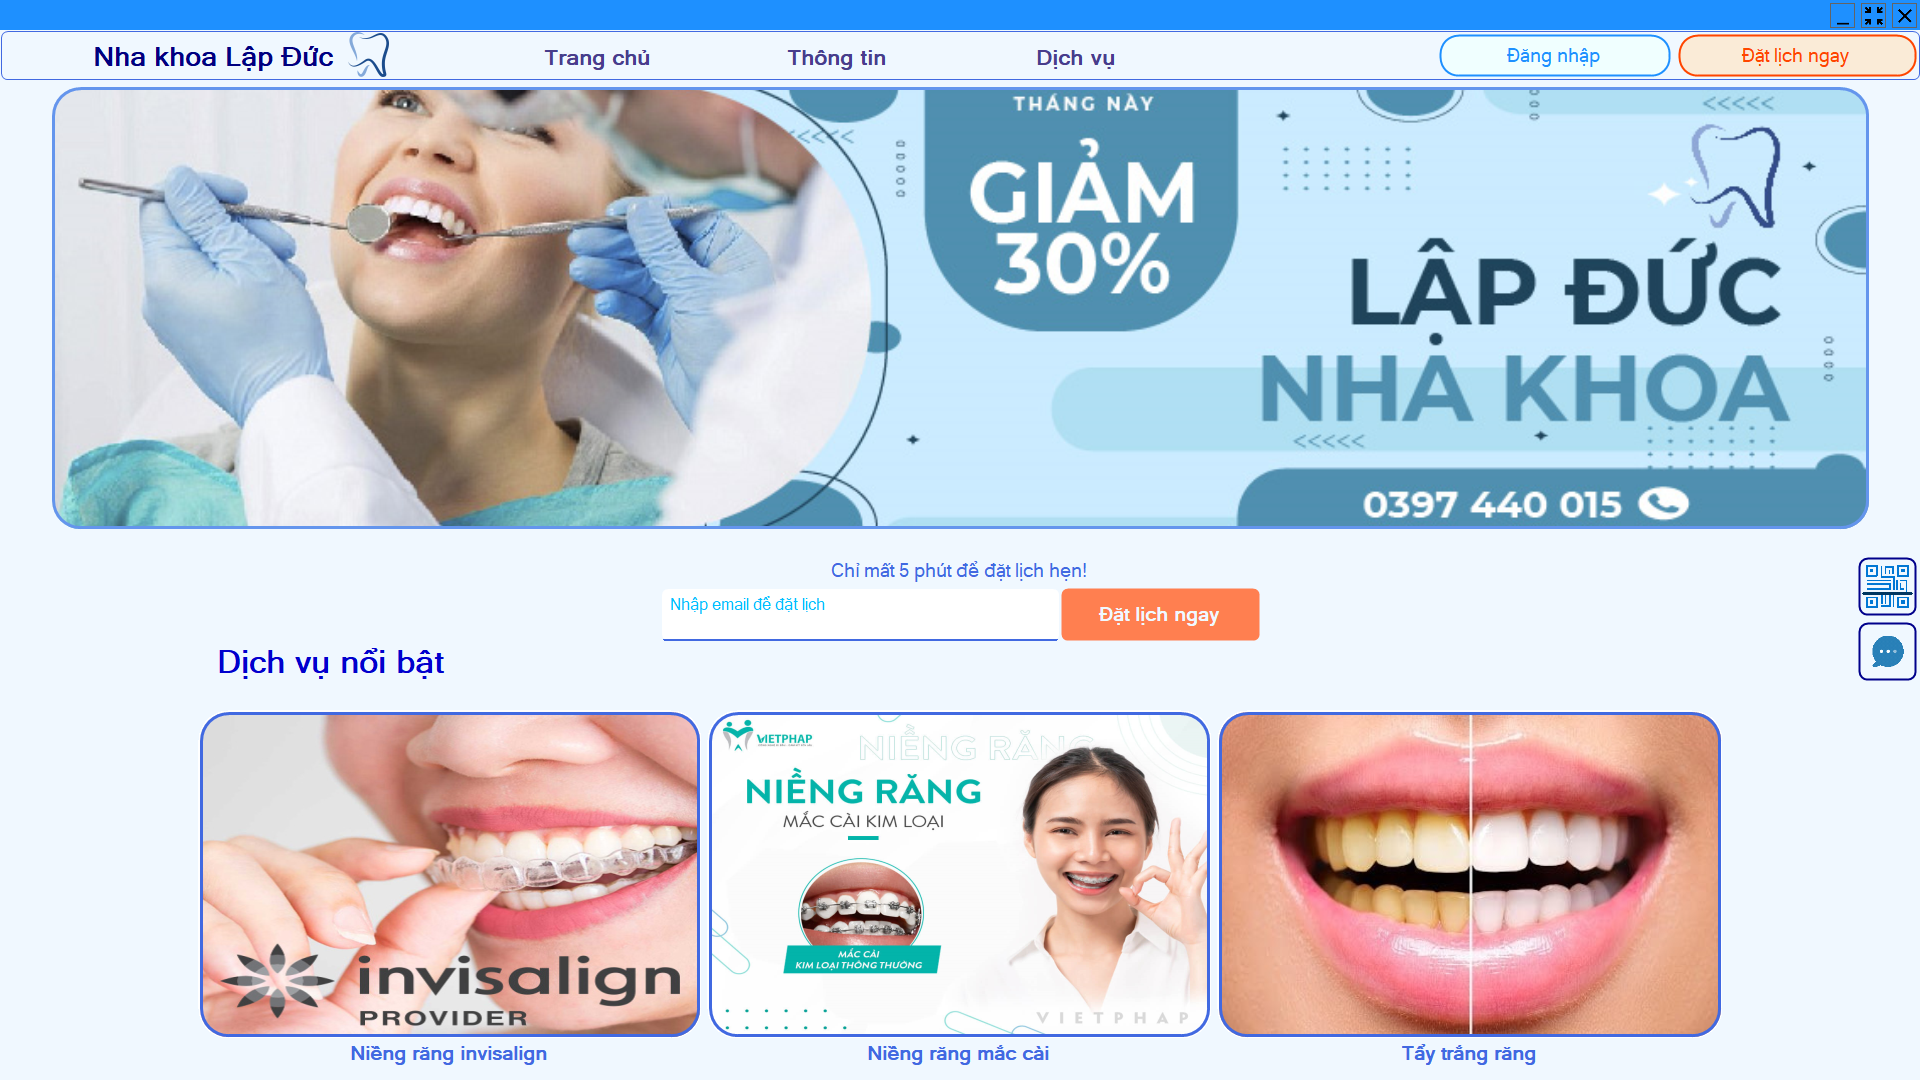 Nha khoa Lập Đức
Trang chủ
Thông tin
Dịch vụ
Đăng nhập
Đặt lịch ngay
THÁNG NÀY
GIẢM
30%
LẬP ĐỨC
NHA KHOA
0397 440 015
Chỉ mất 5 phút để đặt lịch hẹn!
Nhập email để đặt lịch
Đặt lịch ngay
Dịch vụ nổi bật
invisalign
PROVIDER
VIETPHAP
NIỀNG RĂNG
NIỀNG RĂNG
MẮC CÀI KIM LOẠI
MẮC CÀI
KIM LOẠI THÔNG THƯỜNG
VIETPHAP
Niềng răng invisalign
Niềng răng mắc cài
Tẩy trắng răng